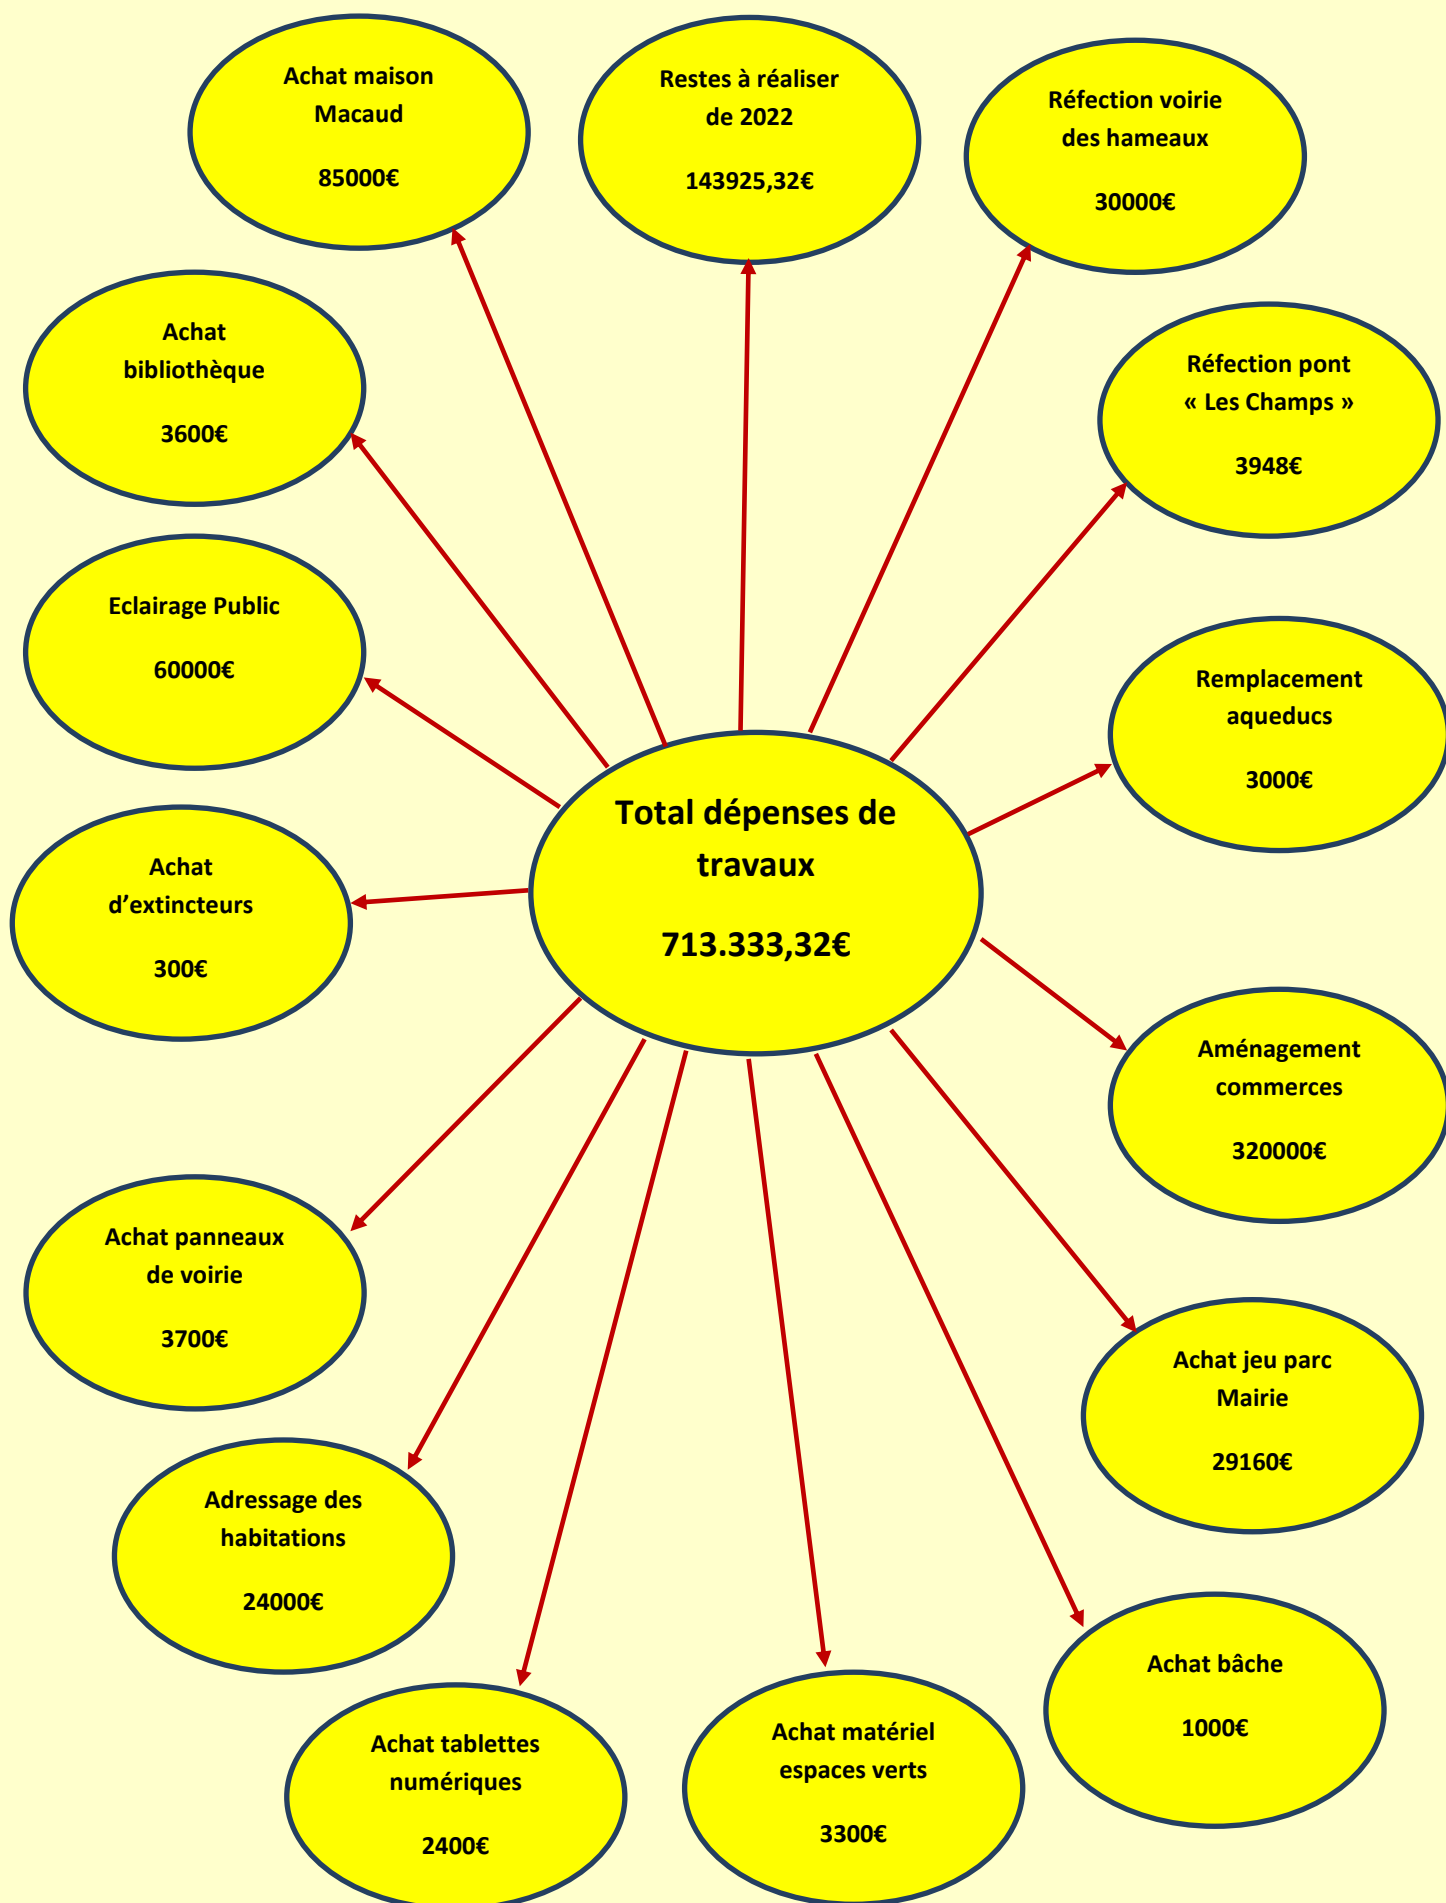 Achat maison
Macaud
85000€
Restes à réaliser
de 2022
143925,32€
Réfection voirie
des hameaux
30000€
Achat
bibliothèque
3600€
Réfection pont
« Les Champs »
3948€
Eclairage Public
60000€
Remplacement
aqueducs
3000€
Total dépenses de
travaux
713.333,32€
Achat
d’extincteurs
300€
Aménagement
commerces
320000€
Achat panneaux
de voirie
3700€
Achat jeu parc
Mairie
29160€
Adressage des
habitations
24000€
Achat bâche
1000€
Achat tablettes
numériques
2400€
Achat matériel
espaces verts
3300€